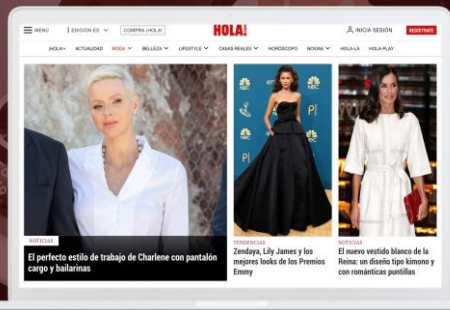 MENÚ
EDICIÓN ES
COMPRA ¡HOLA!
HOLA!
INICIA SESIÓN
REGÍSTRATE
¡HOLA!+ ACTUALIDAD MODA BELLEZA LIFESTYLE CASAS REALES HORÓSCOPO NOVIAS HOLA-LA HOLA-PLAY
NBC
NBC
NOTICIAS
El perfecto estilo de trabajo de Charlene con pantalón
cargo y bailarinas
TENDENCIAS
Zendaya, Lily James y los
mejores looks de los Premios
Emmy
NOTICIAS
El nuevo vestido blanco de la
Reina: un diseño tipo kimono y
con románticas puntillas